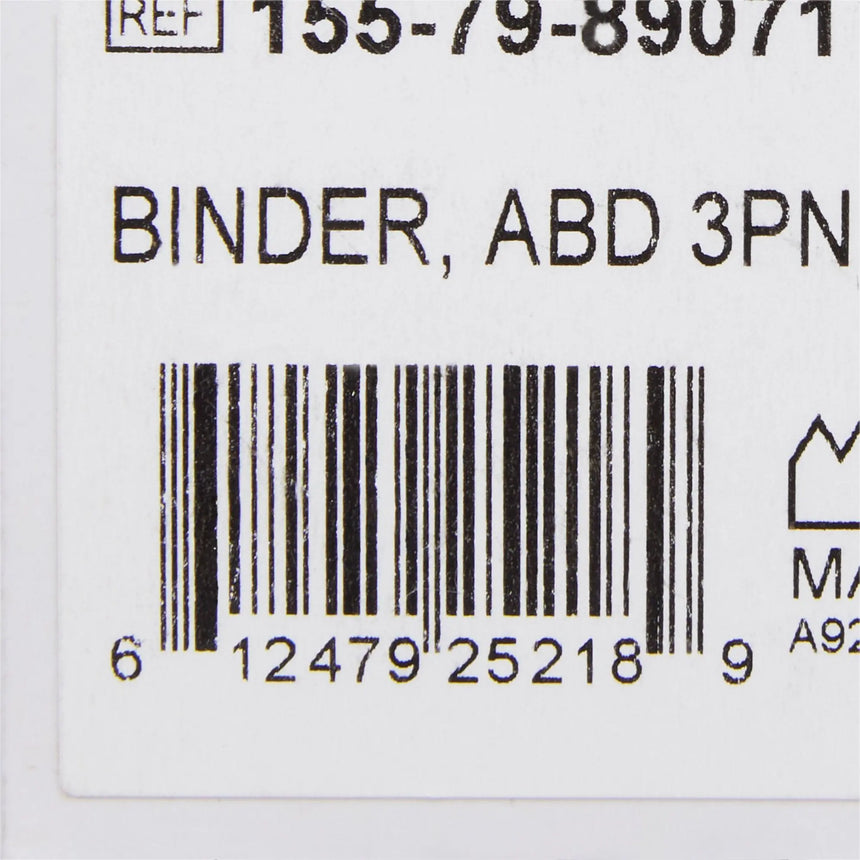 REF 155-79-89071
BINDER, ABD 3PN
6 12479 25218 9
MA
A92